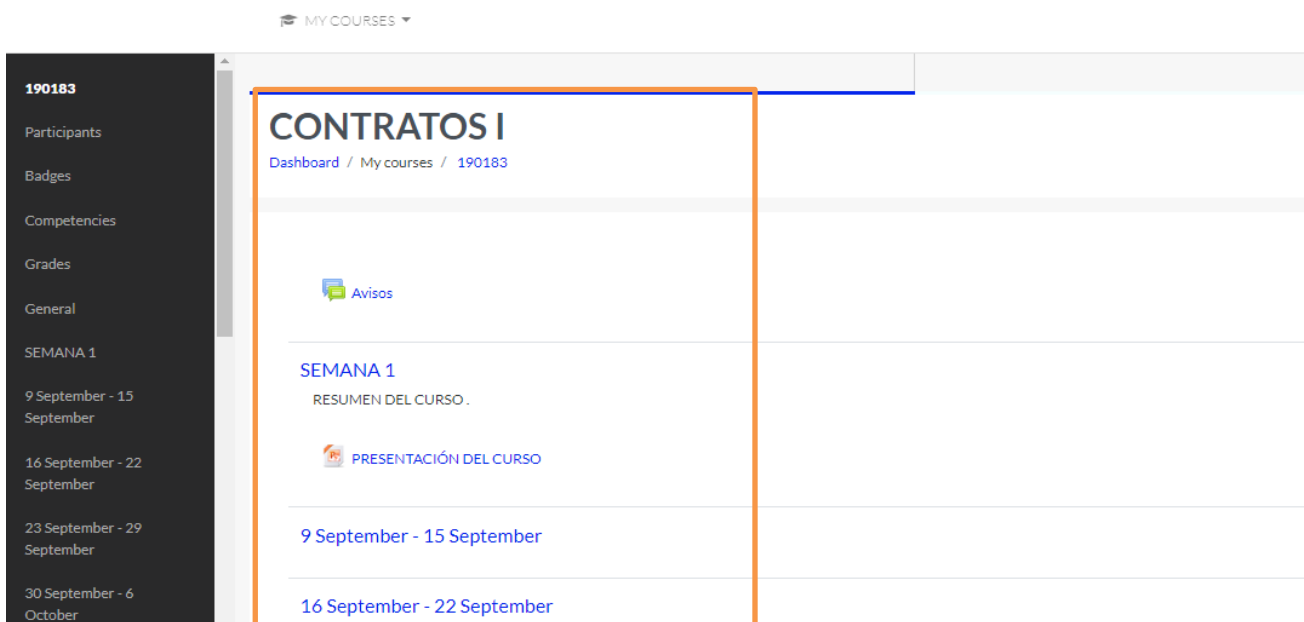 MY COURSES
190183
Participants
Badges
Competencies
Grades
General
SEMANA 1
9 September - 15
September
16 September - 22
September
23 September - 29
September
30 September - 6
October
CONTRATOS I
Dashboard / My courses / 190183
Avisos
SEMANA 1
RESUMEN DEL CURSO .
PRESENTACIÓN DEL CURSO
9 September - 15 September
16 September - 22 September